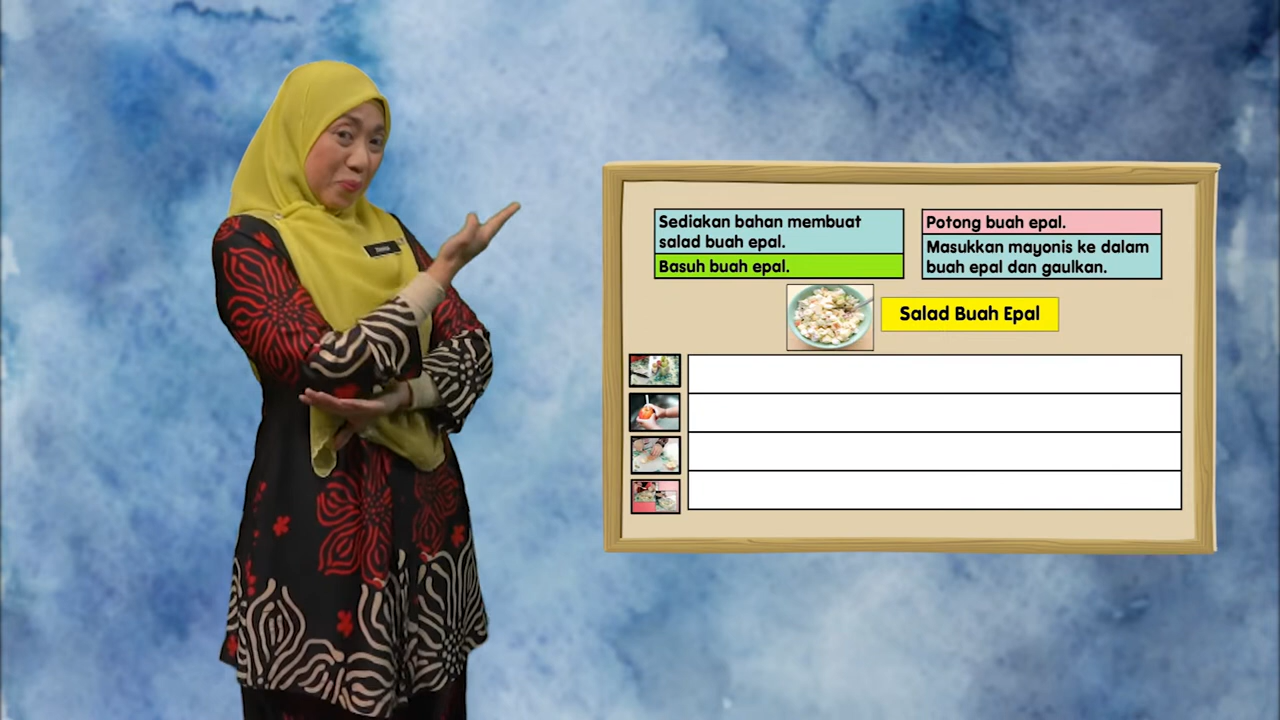 Sediakan bahan membuat
salad buah epal.
Basuh buah epal.
Potong buah epal.
Masukkan mayonis ke dalam
buah epal dan gaulkan.
Salad Buah Epal